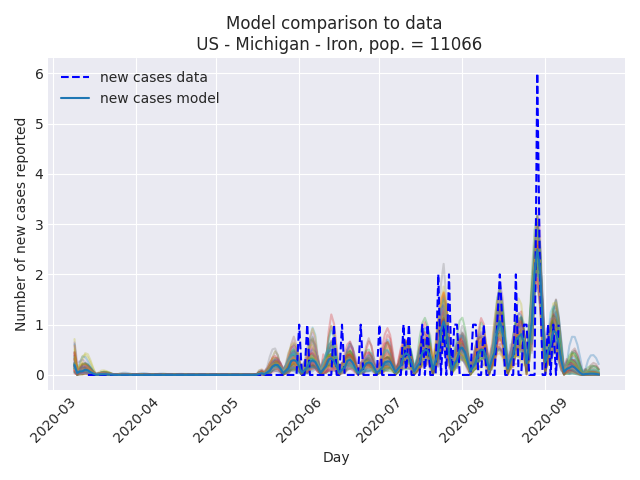 Model comparison to data
US - Michigan - Iron, pop. = 11066
new cases data
new cases model
Number of new cases reported
6
5
4
3
2
1
0
2020-03
2020-04
2020-05
2020-06
2020-07
2020-08
2020-09
Day